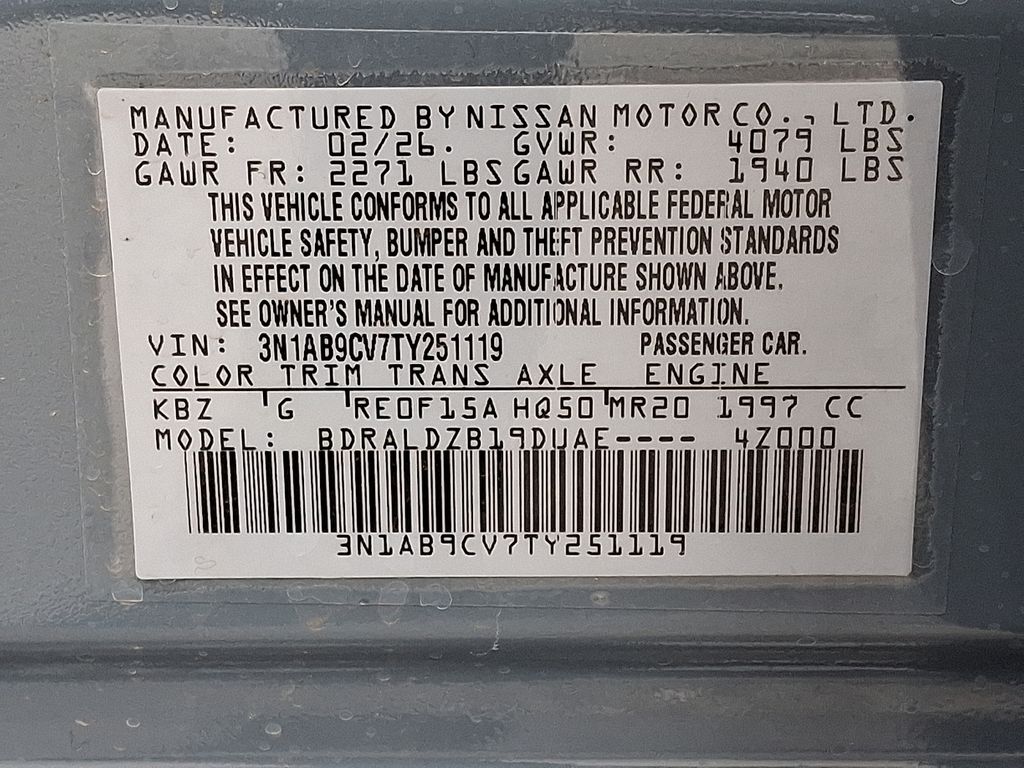 MANUFACTURED BY NISSAN MOTOR CO., LTD.
DATE: 02/26. GVWR: 4079 LBS
GAWR FR: 2271 LBS GAWR RR: 1940 LBS
THIS VEHICLE CONFORMS TO ALL APPLICABLE FEDERAL MOTOR
VEHICLE SAFETY, BUMPER AND THEFT PREVENTION STANDARDS
IN EFFECT ON THE DATE OF MANUFACTURE SHOWN ABOVE.
SEE OWNER'S MANUAL FOR ADDITIONAL INFORMATION.
VIN: 3N1AB9CV7TY251119 PASSENGER CAR.
COLOR TRIM TRANS AXLE ENGINE
KBZ G RE0F15A HQ50 MR20 1997 CC
MODEL: BDRALDZB19DUAE---- 4Z000
3N1AB9CV7TY251119